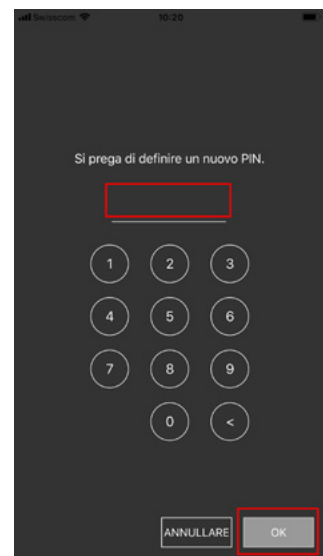 Swisscom 10:20
Si prega di definire un nuovo PIN.
1 2 3
4 5 6
7 8 9
0 <
ANNULLARE OK